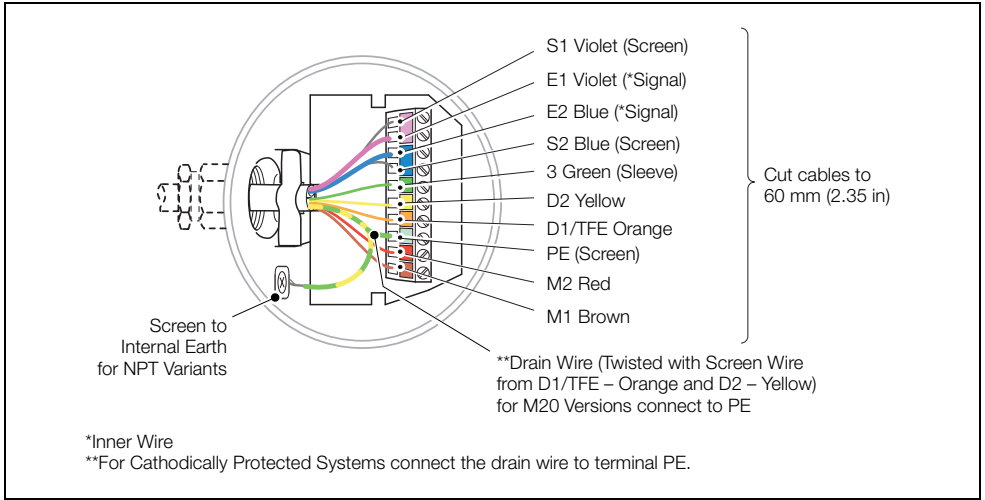 S1 Violet (Screen)
E1 Violet (*Signal)
E2 Blue (*Signal)
S2 Blue (Screen)
3 Green (Sleeve)
D2 Yellow
D1/TFE Orange
PE (Screen)
M2 Red
M1 Brown
Cut cables to
60 mm (2.35 in)
Screen to
Internal Earth
for NPT Variants
**Drain Wire (Twisted with Screen Wire
from D1/TFE – Orange and D2 – Yellow)
for M20 Versions connect to PE
*Inner Wire
**For Cathodically Protected Systems connect the drain wire to terminal PE.